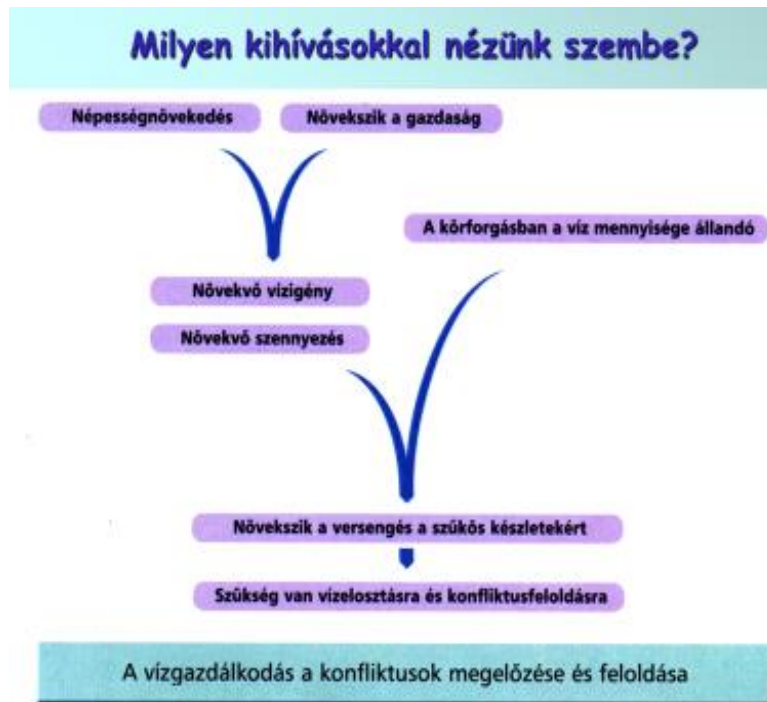 Milyen kihívásokkal nézünk szembe?
Népességnövekedés
Növekszik a gazdaság
A körforgásban a víz mennyisége állandó
Növekvő vízigény
Növekvő szennyezés
Növekszik a versengés a szűkös készletekért
Szükség van vízelosztásra és konfliktusfeloldásra
A vízgazdálkodás a konfliktusok megelőzése és feloldása